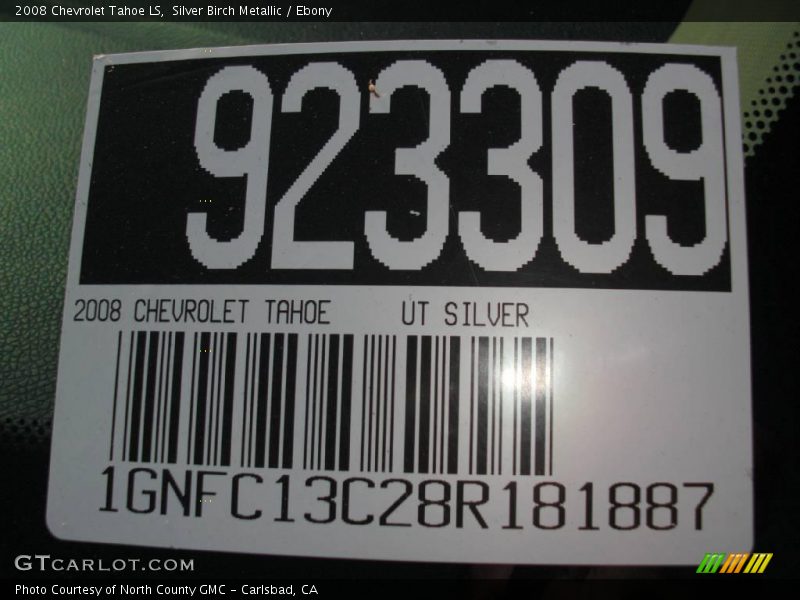 2008 Chevrolet Tahoe LS,  Silver Birch Metallic / Ebony
923309
2008 CHEVROLET TAHOE UT SILVER
1GNFC13C28R181887
GTCARLOT.COM
Photo Courtesy of North County GMC - Carlsbad, CA